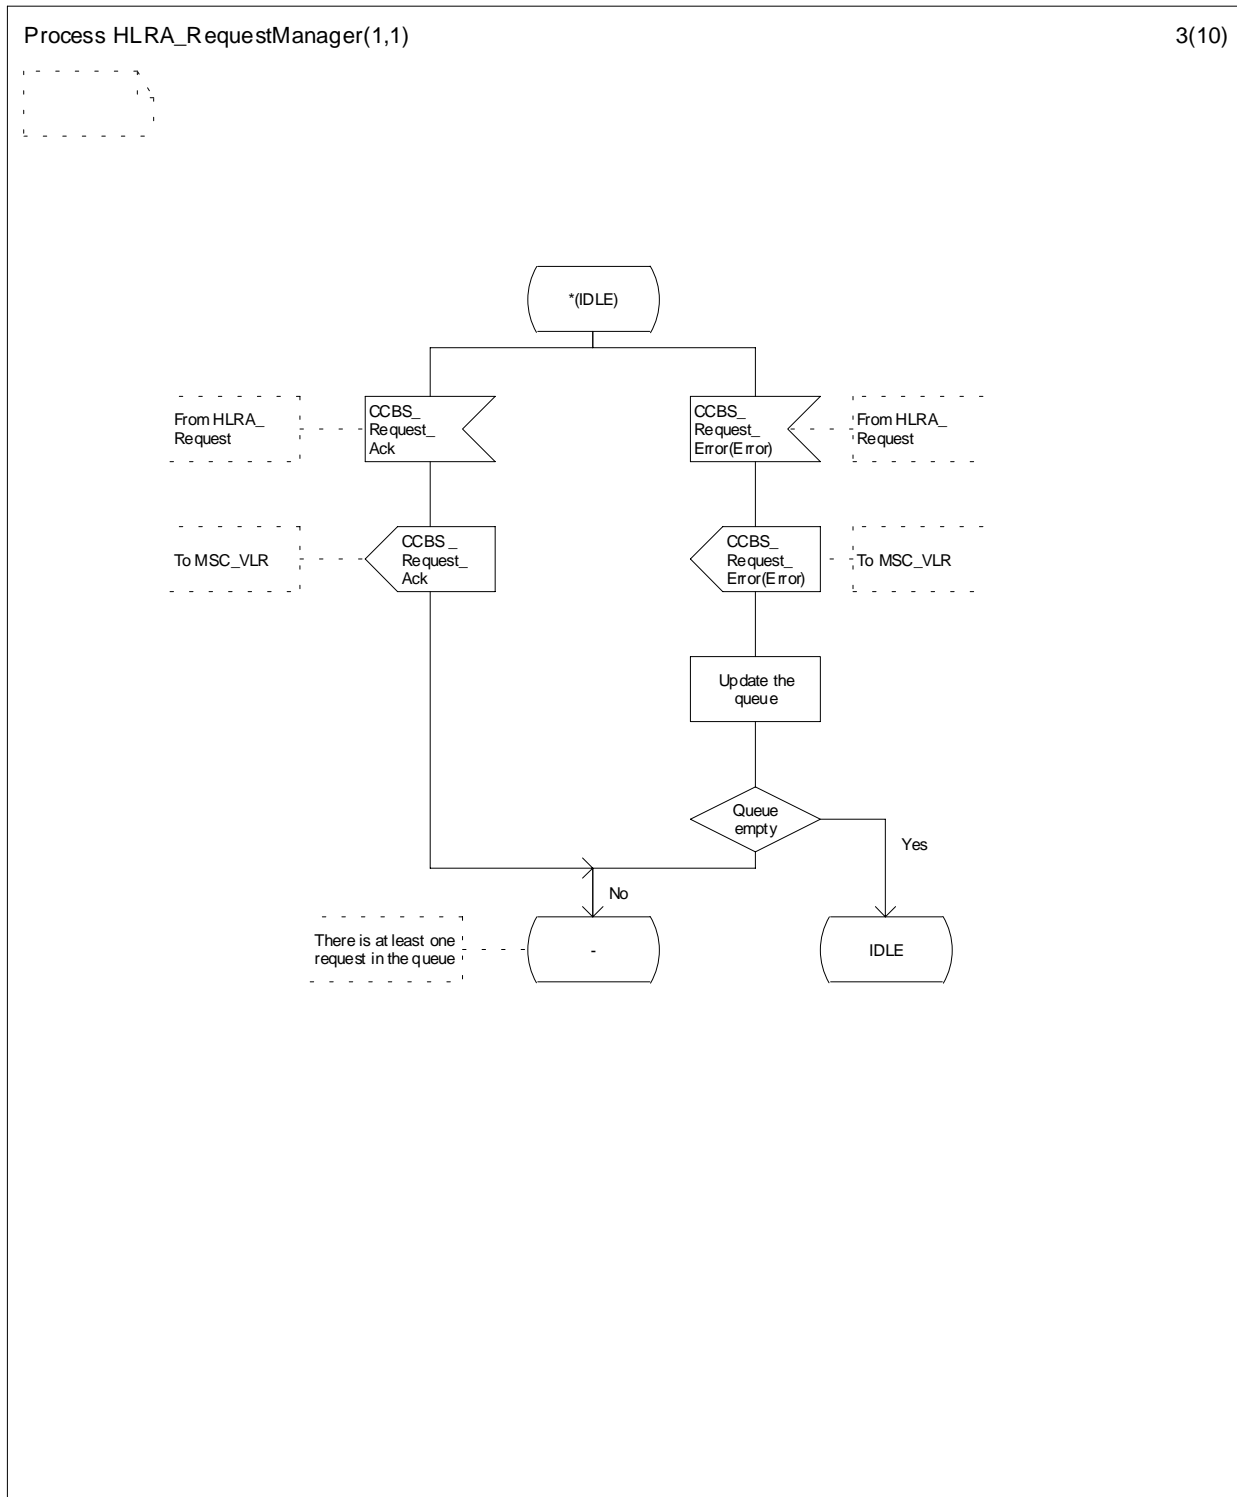 Process HLRA_RequestManager(1,1)
3(10)
*(IDLE)
From HLRA_
Request
CCBS_
Request_
Ack
CCBS_
Request_
Error(Error)
From HLRA_
Request
To MSC_VLR
CCBS_
Request_
Ack
CCBS_
Request_
Error(Error)
To MSC_VLR
Update the
queue
Queue
empty
Yes
No
There is at least one
request in the queue
-
IDLE